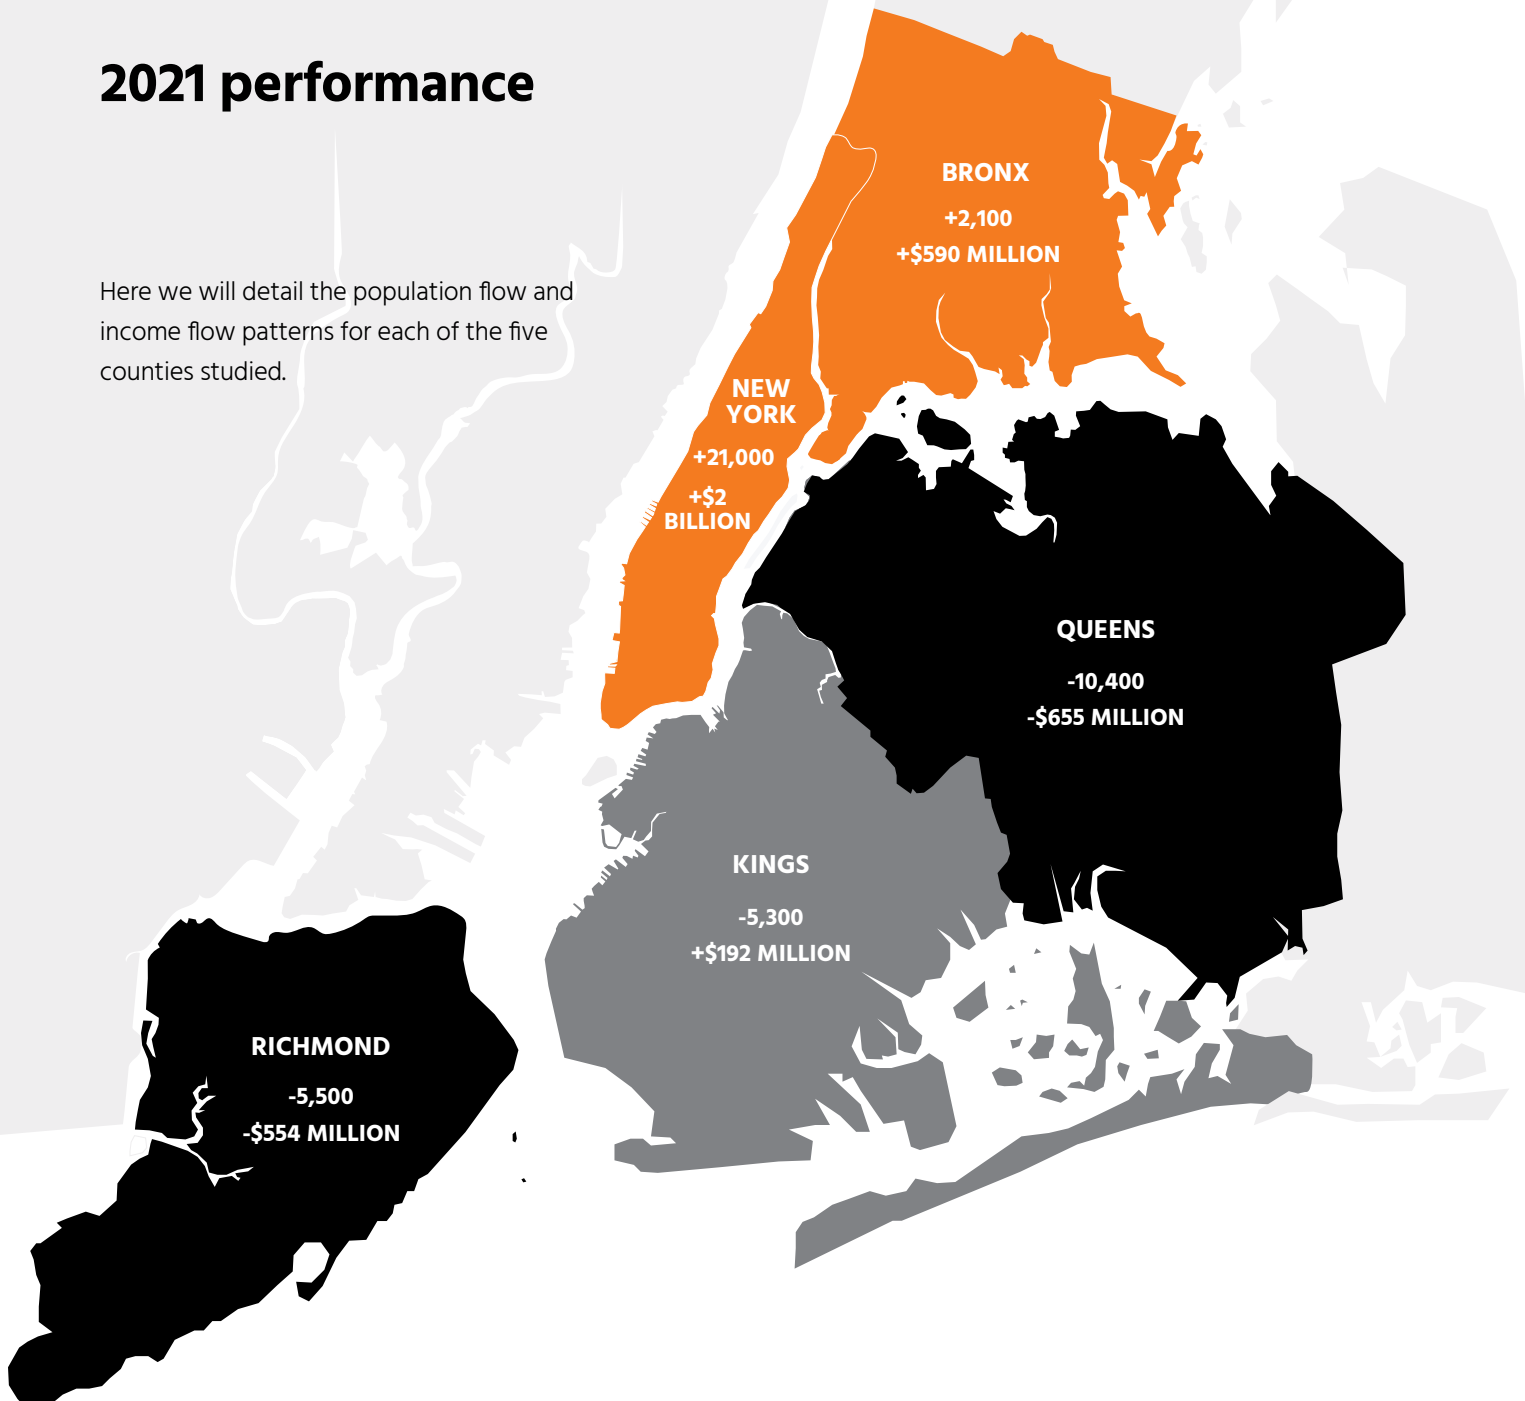 2021 performance
Here we will detail the population flow and
income flow patterns for each of the five
counties studied.
BRONX
+2,100
+$590 MILLION
NEW
YORK
+21,000
+$2
BILLION
QUEENS
-10,400
-$655 MILLION
KINGS
-5,300
+$192 MILLION
RICHMOND
-5,500
-$554 MILLION